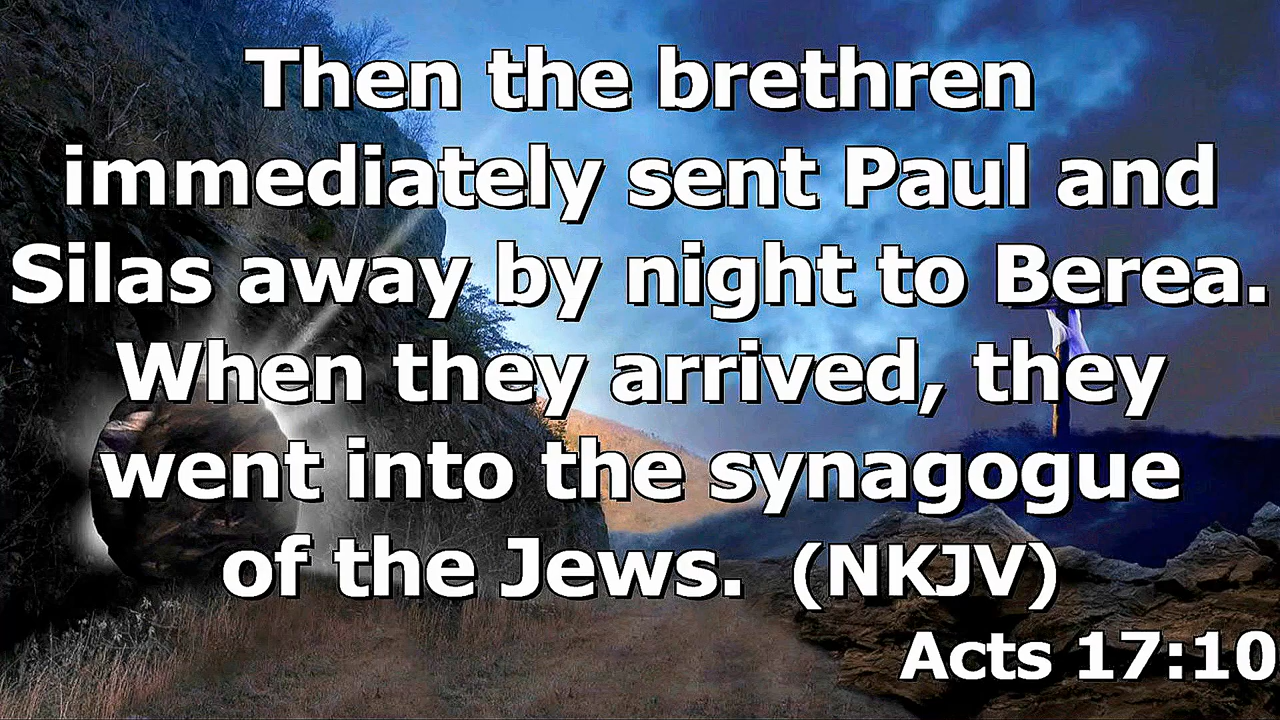 Then the brethren
immediately sent Paul and
Silas away by night to Berea.
When they arrived, they
went into the synagogue
of the Jews. (NKJV)
Acts 17:10